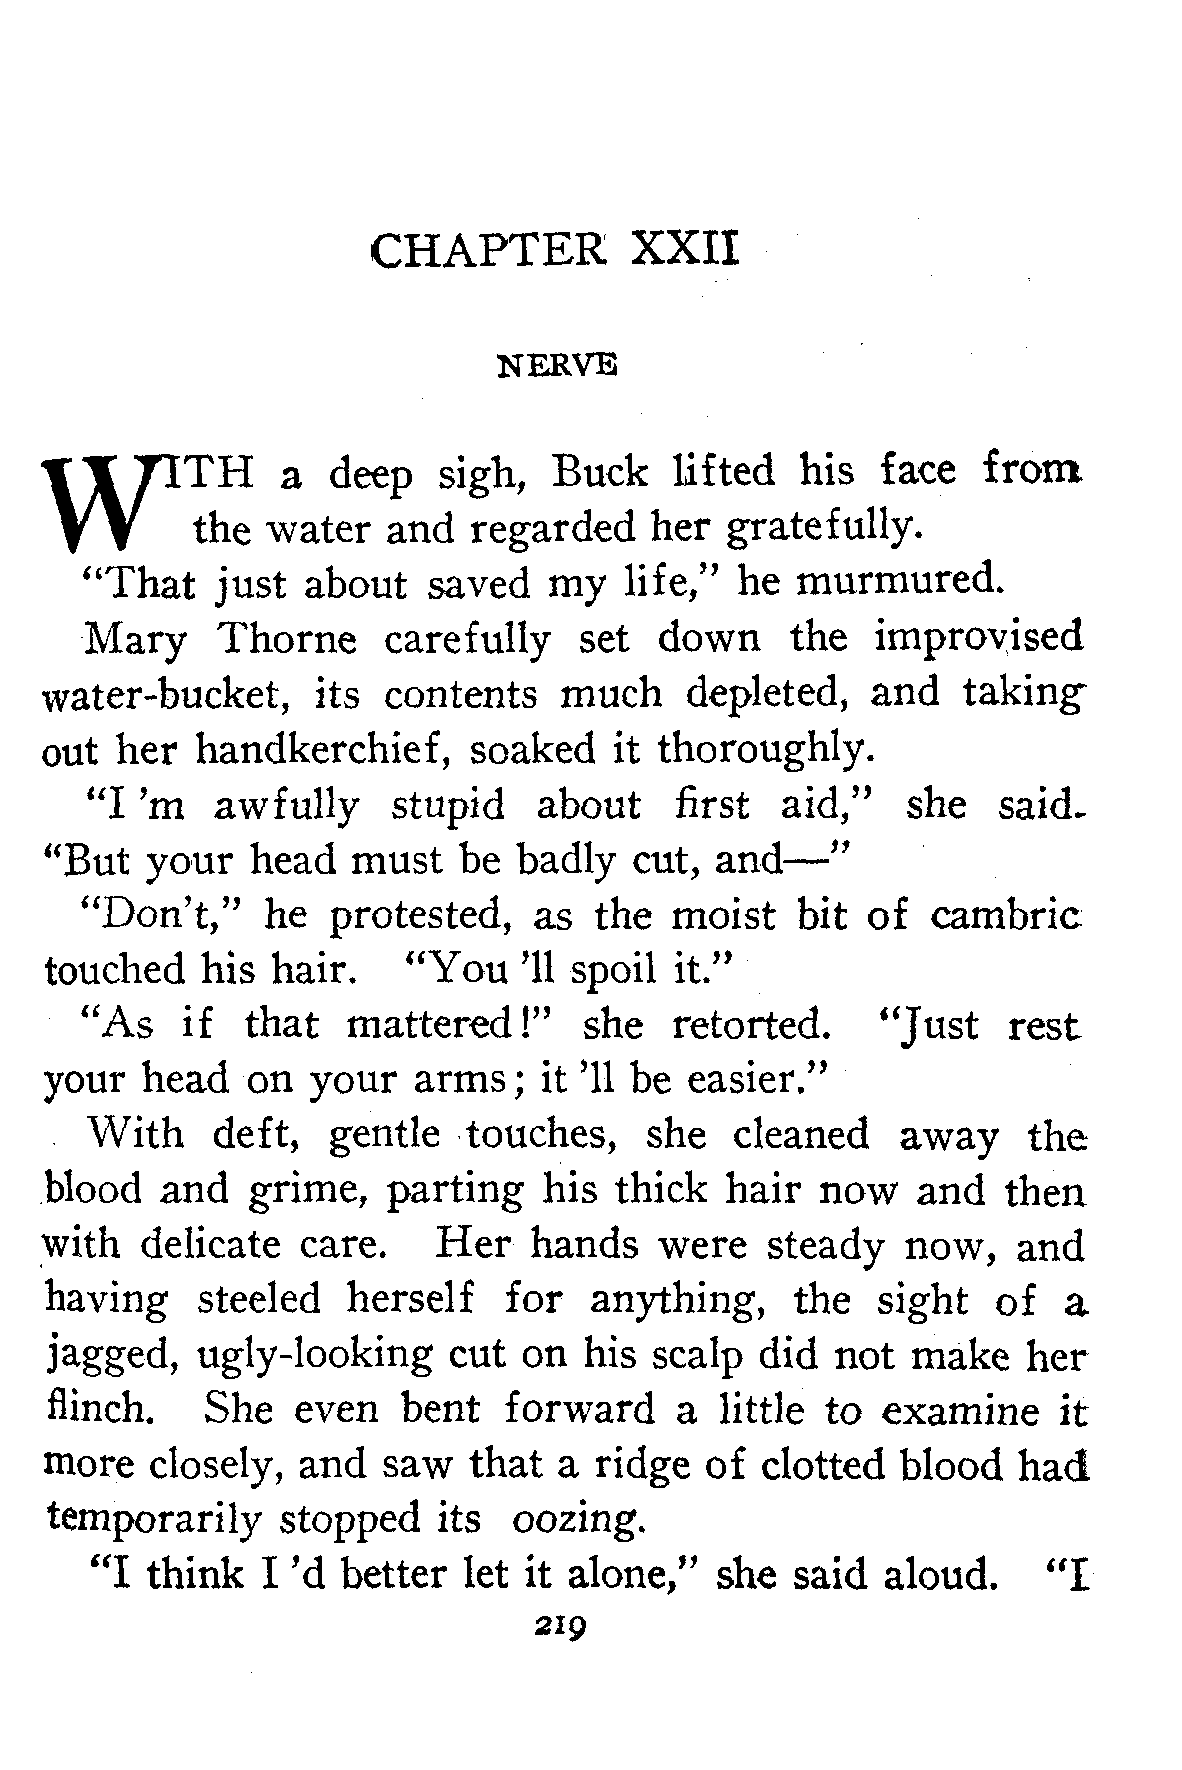 CHAPTER XXII
NERVE
WITH a deep sigh, Buck lifted his face from
the water and regarded her gratefully.
“That just about saved my life,” he murmured.
Mary Thorne carefully set down the improvised
water-bucket, its contents much depleted, and taking
out her handkerchief, soaked it thoroughly.
“I ’m awfully stupid about first aid,” she said.
“But your head must be badly cut, and—”
“Don’t,” he protested, as the moist bit of cambric
touched his hair. “You ’ll spoil it.”
“As if that mattered!” she retorted. “Just rest
your head on your arms; it ’ll be easier.”
With deft, gentle touches, she cleaned away the
blood and grime, parting his thick hair now and then
with delicate care. Her hands were steady now, and
having steeled herself for anything, the sight of a
jagged, ugly-looking cut on his scalp did not make her
flinch. She even bent forward a little to examine it
more closely, and saw that a ridge of clotted blood had
temporarily stopped its oozing.
“I think I ’d better let it alone,” she said aloud. “I
219